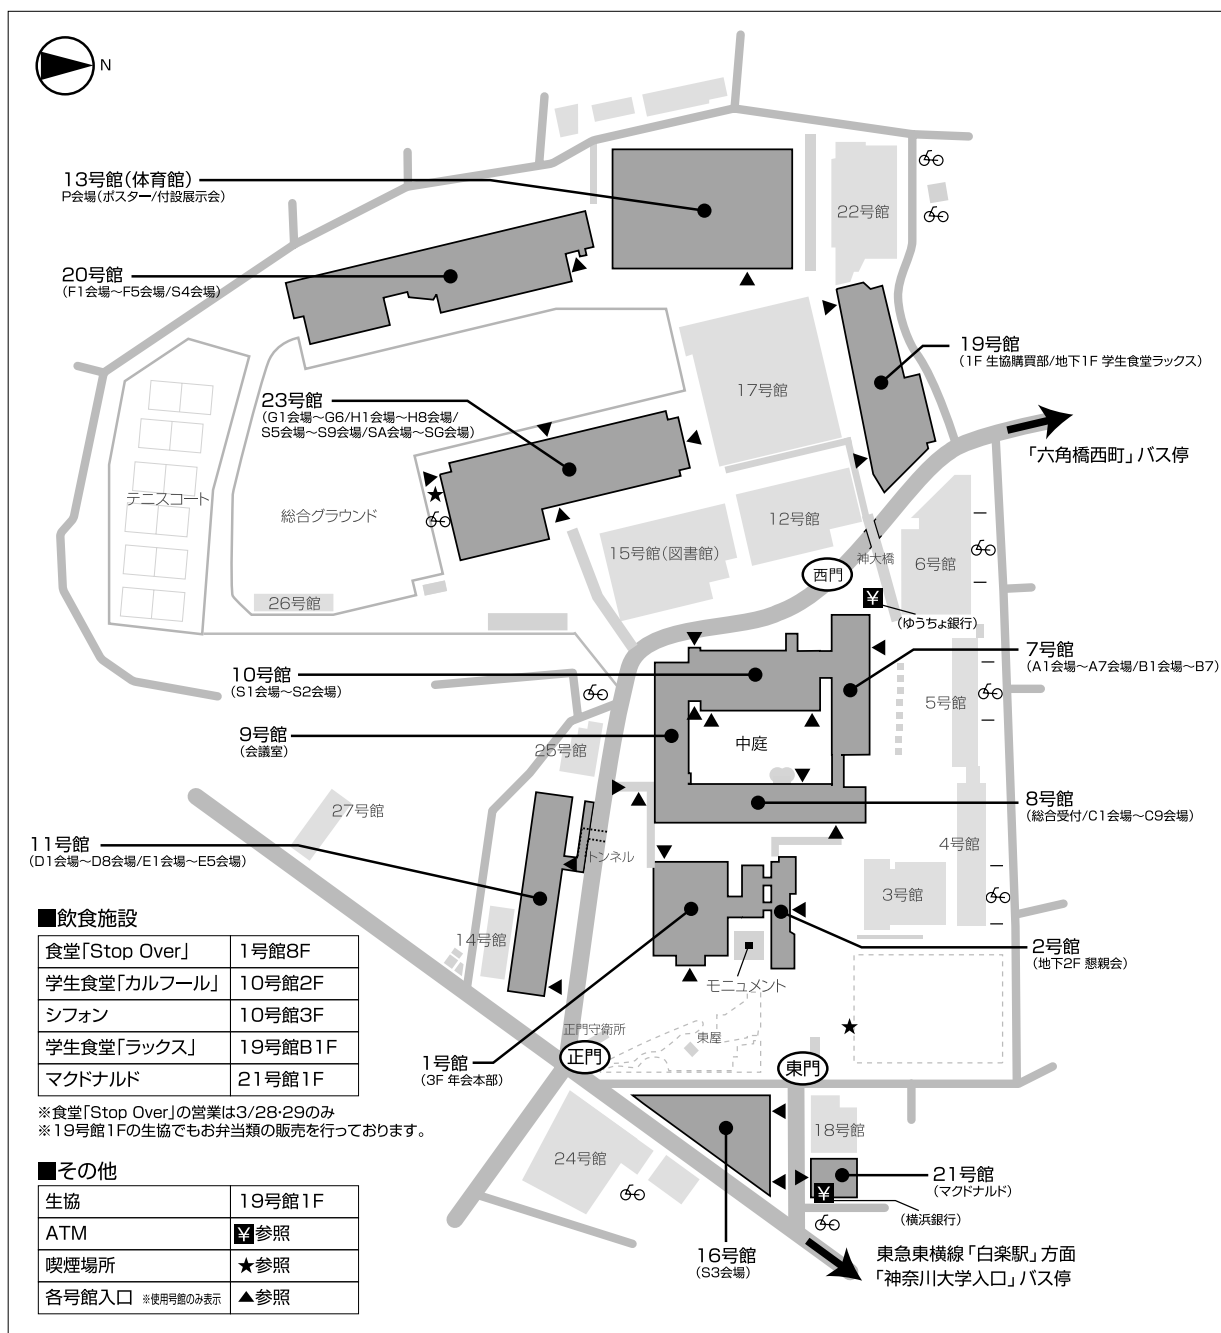 N
13号館(体育館)
P会場(ポスター/付設展示会)
22号館
20号館
(F1会場~F5会場/S4会場)
19号館
(1F 生協購買部/地下1F 学生食堂ラックス)
17号館
23号館
(G1会場~G6/H1会場~H8会場/
S5会場~S9会場/SA会場~SG会場)
「六角橋西町」バス停
テニスコート
総合グラウンド
12号館
15号館(図書館)
神大橋
6号館
西門
¥
(ゆうちょ銀行)
26号館
10号館
(S1会場~S2会場)
7号館
(A1会場~A7会場/B1会場~B7)
5号館
9号館
(会議室)
中庭
25号館
27号館
8号館
(総合受付/C1会場~C9会場)
11号館
(D1会場~D8会場/E1会場~E5会場)
トンネル
4号館
3号館
14号館
2号館
(地下2F 懇親会)
モニュメント
正門守衛所
東屋
正門
東門
1号館
(3F 年会本部)
■飲食施設
食堂「Stop Over」 1号館8F
学生食堂「カルフール」 10号館2F
シフォン 10号館3F
学生食堂「ラックス」 19号館B1F
マクドナルド 21号館1F
※食堂「Stop Over」の営業は3/28・29のみ
※19号館1Fの生協でもお弁当類の販売を行っております。
18号館
24号館
21号館
(マクドナルド)
¥
(横浜銀行)
16号館
(S3会場)
東急東横線「白楽駅」方面
「神奈川大学入口」バス停
■その他
生協 19号館1F
ATM ¥参照
喫煙場所 ★参照
各号館入口 ※使用号館のみ表示 ▲参照